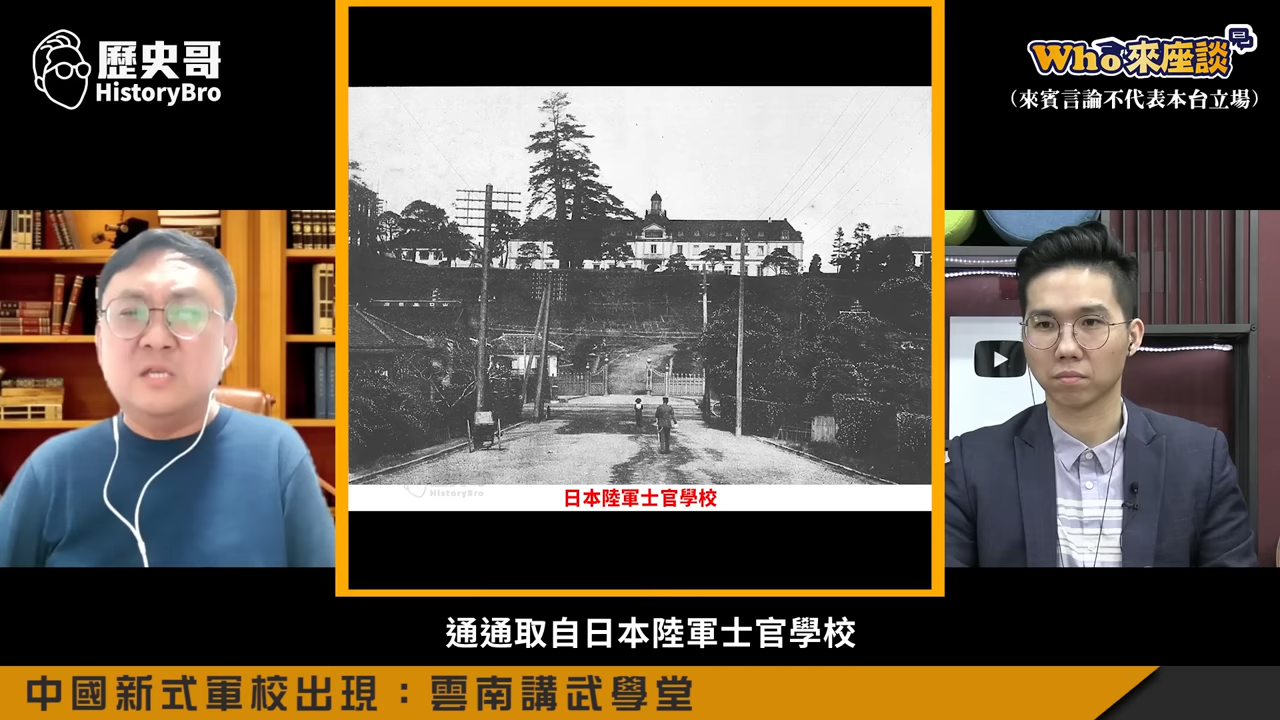 歷史哥
HistoryBro
Who來座談
（來賓言論不代表本台立場）
HistoryBro
日本陸軍士官學校
通通取自日本陸軍士官學校
中國新式軍校出現：雲南講武學堂